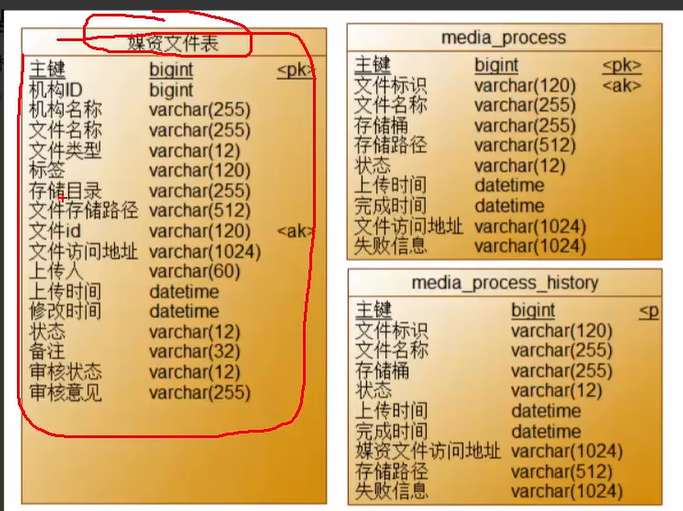 媒资文件表
主键 bigint <pk>
机构ID bigint
机构名称 varchar(255)
文件名称 varchar(255)
文件类型 varchar(12)
标签 varchar(120)
存储目录 varchar(255)
文件存储路径 varchar(512)
文件id varchar(120) <ak>
文件访问地址 varchar(1024)
上传人 varchar(60)
上传时间 datetime
修改时间 datetime
状态 varchar(12)
备注 varchar(32)
审核状态 varchar(12)
审核意见 varchar(255)
media_process
主键 bigint <pk>
文件标识 varchar(120) <ak>
文件名称 varchar(255)
存储桶 varchar(255)
存储路径 varchar(512)
状态 varchar(12)
上传时间 datetime
完成时间 datetime
文件访问地址 varchar(1024)
失败信息 varchar(1024)
media_process_history
主键 bigint <p
文件标识 varchar(120)
文件名称 varchar(255)
存储桶 varchar(255)
状态 varchar(12)
上传时间 datetime
完成时间 datetime
媒资文件访问地址 varchar(1024)
存储路径 varchar(512)
失败信息 varchar(1024)